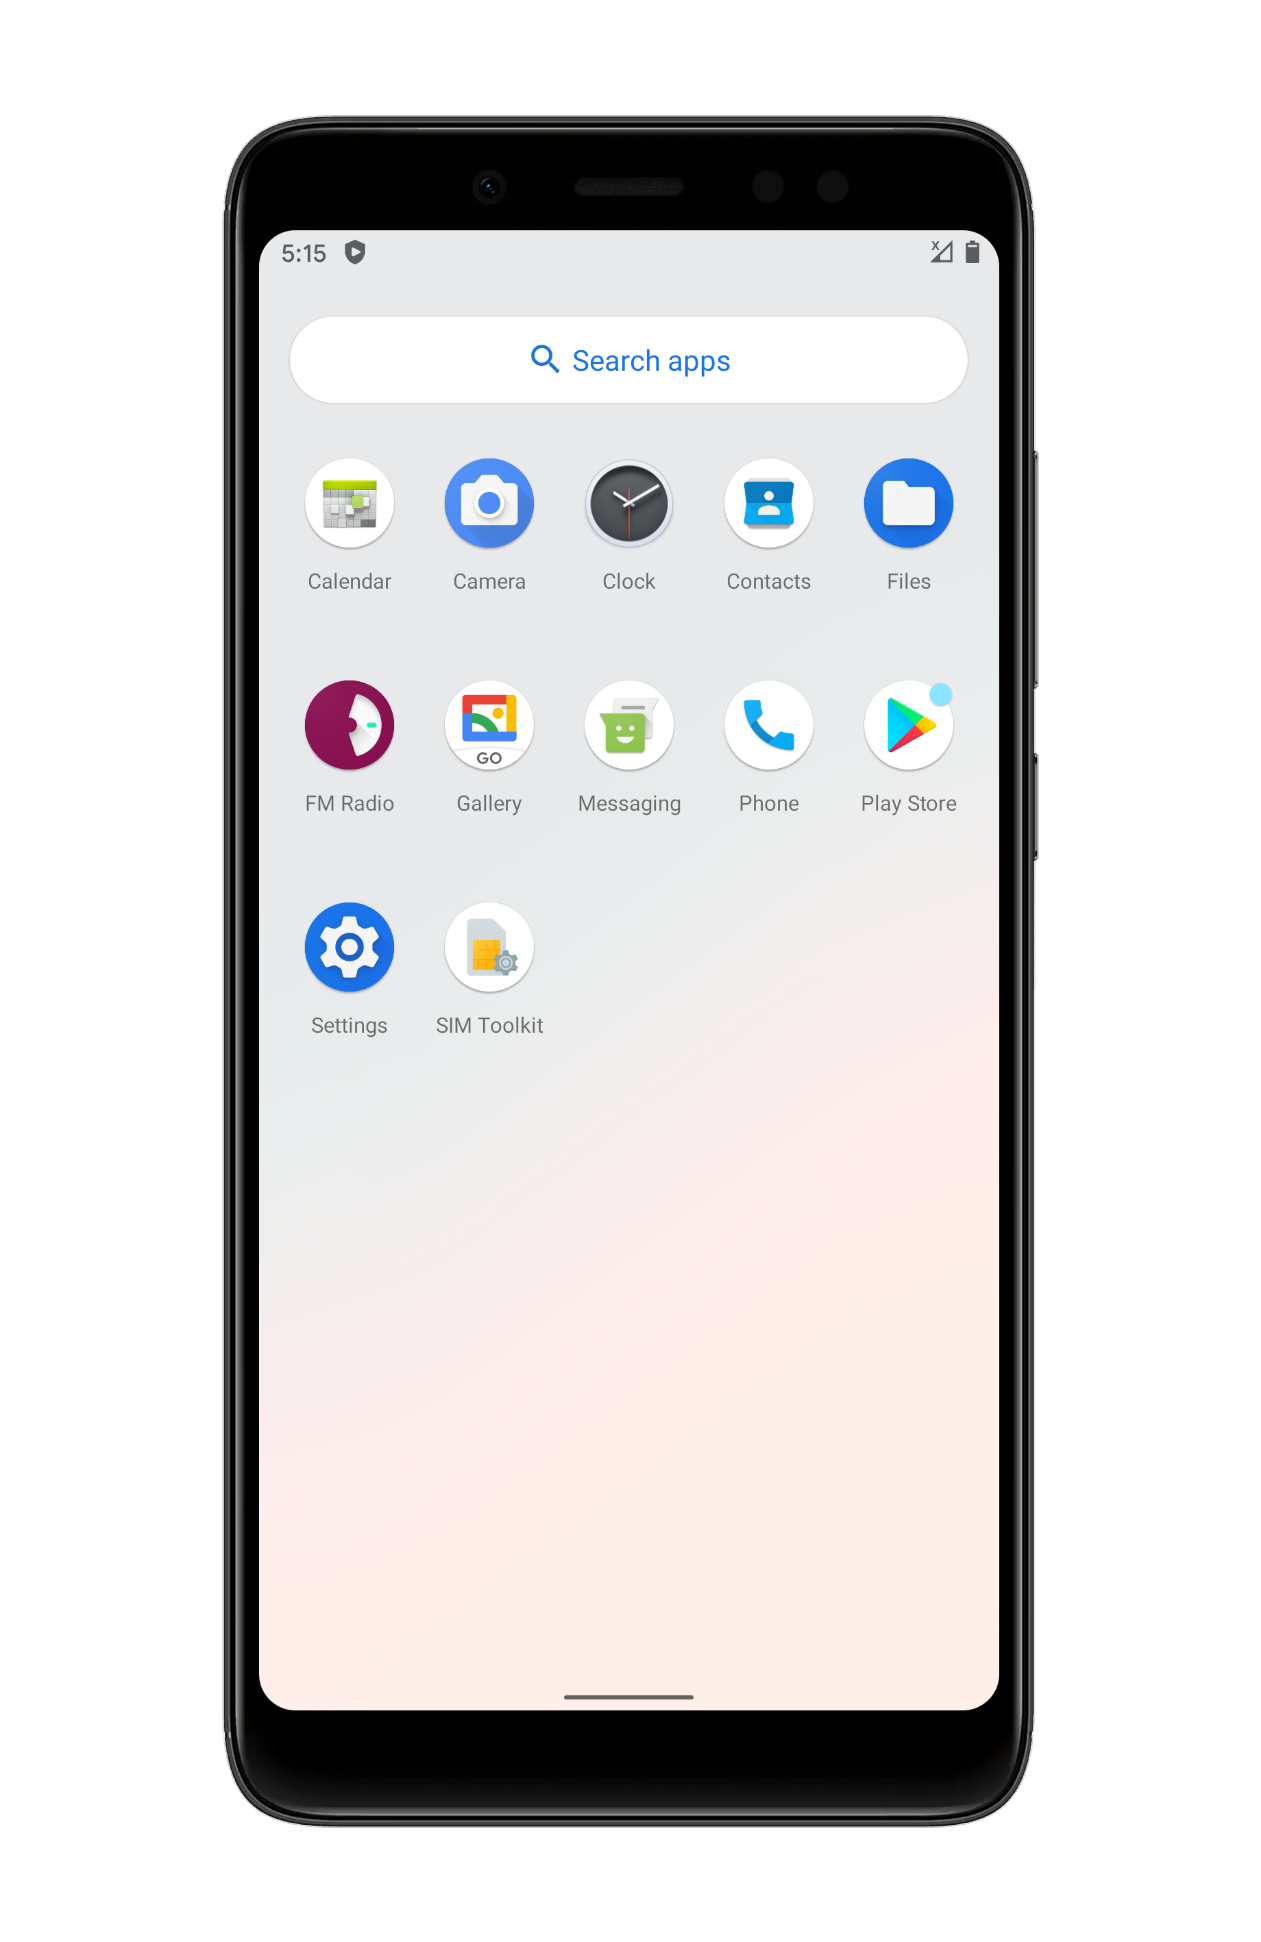 5:15
x
Search apps
Calendar Camera Clock Contacts Files
GO
FM Radio Gallery Messaging Phone Play Store
Settings SIM Toolkit